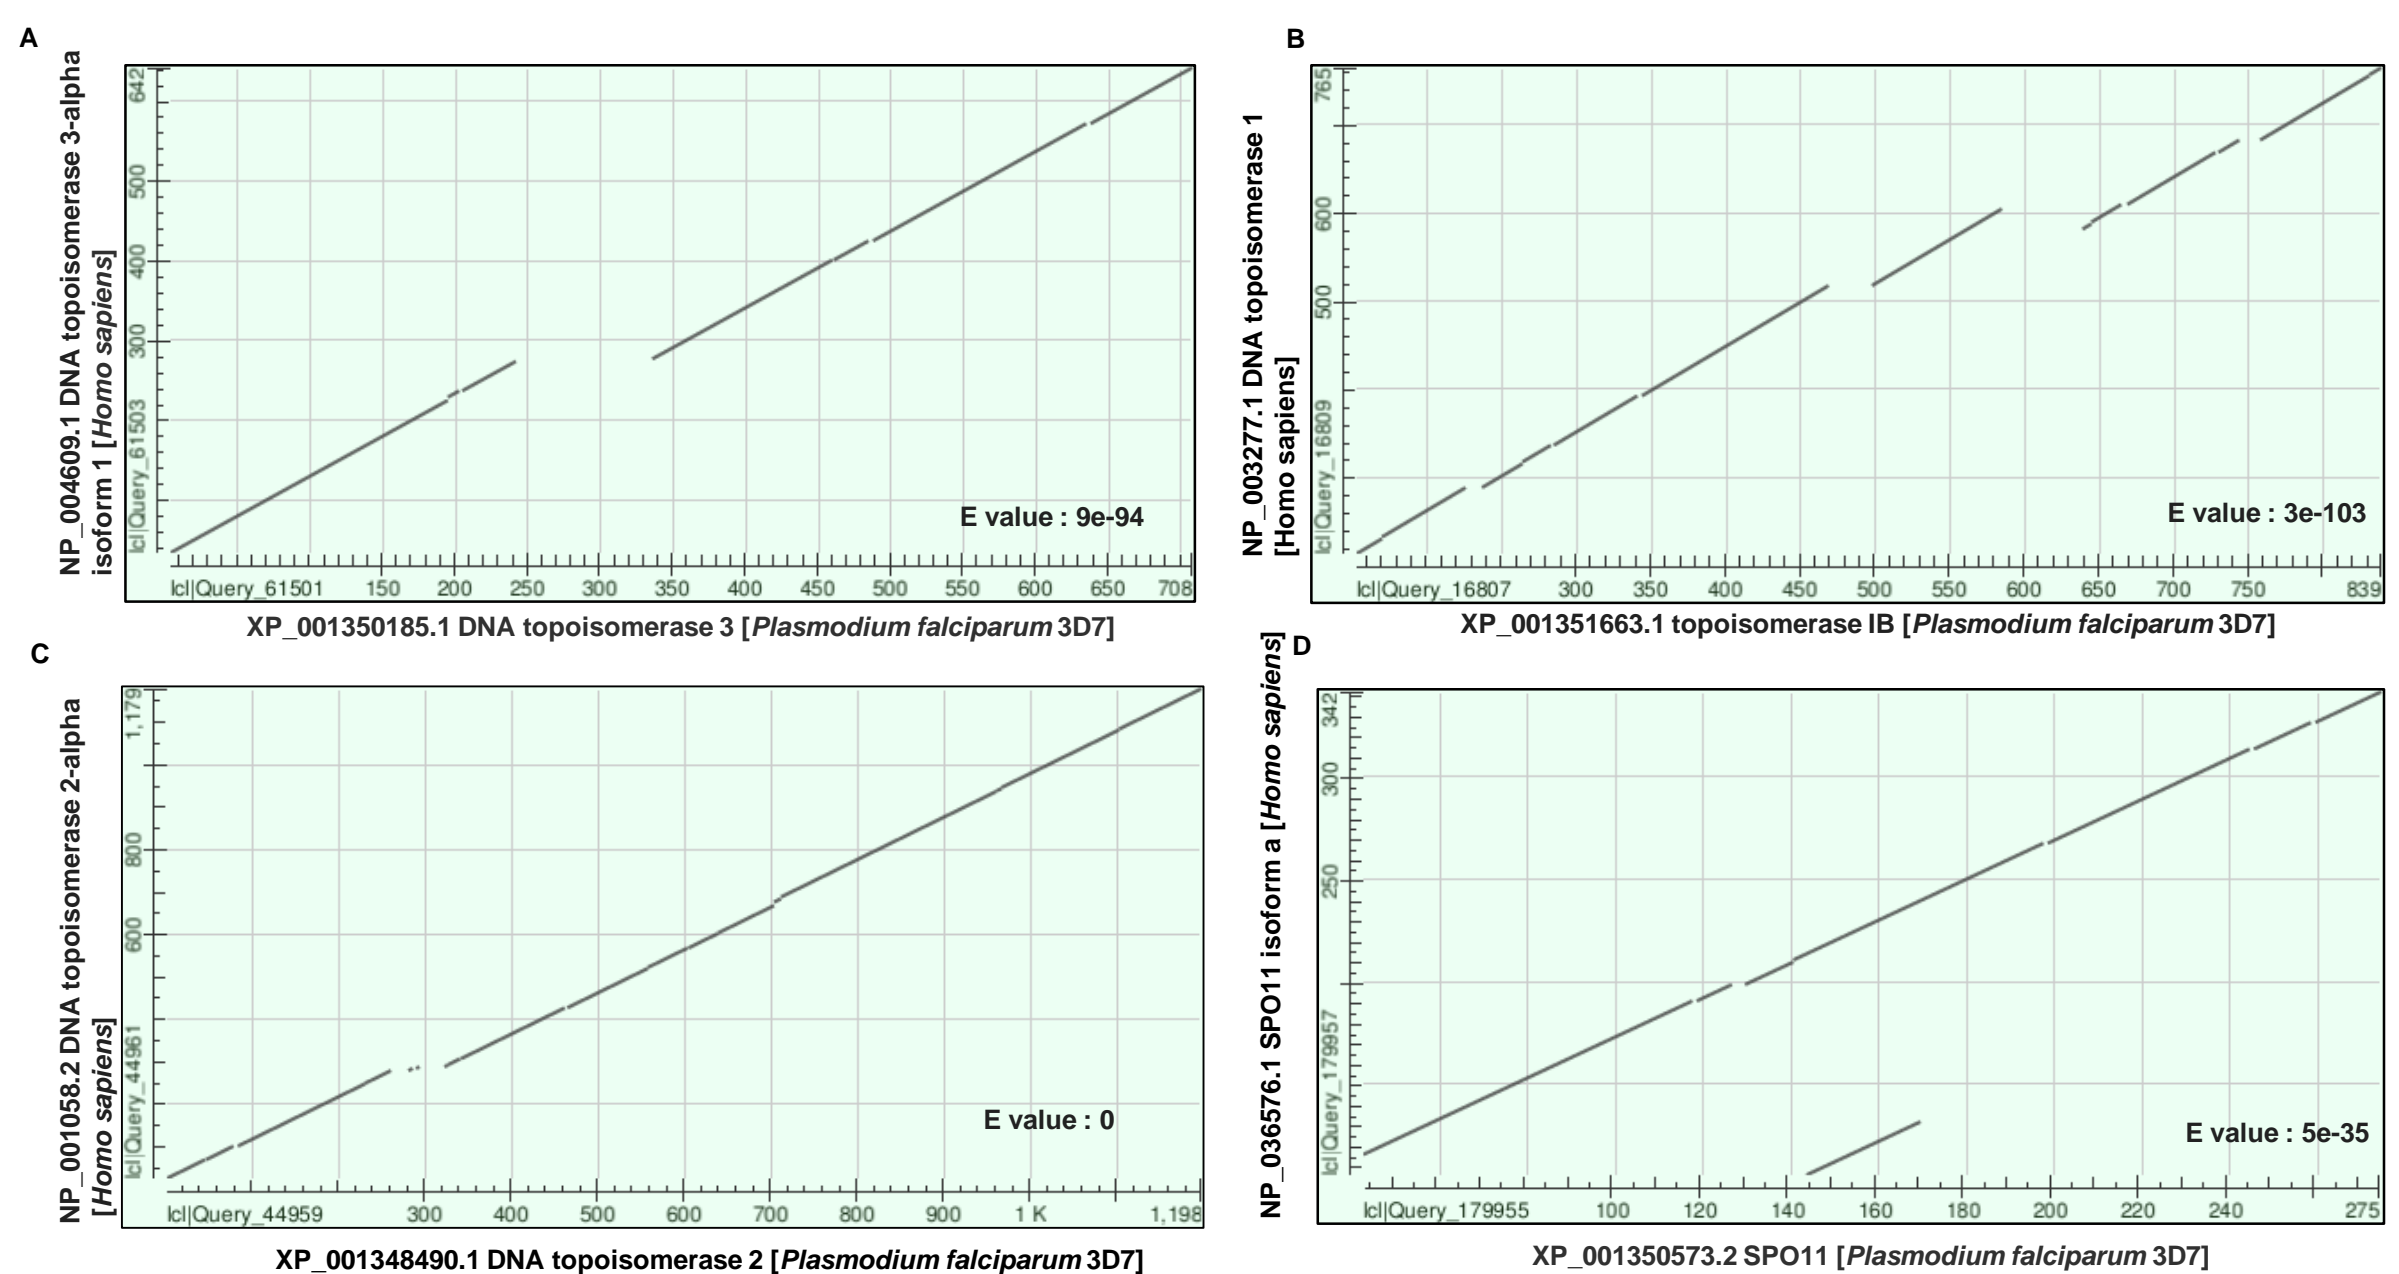 A
NP_004609.1 DNA topoisomerase 3-alpha
isoform 1 [Homo sapiens]
642
500
400
300
lcl|Query_61503
E value : 9e-94
lcl|Query_61501 150 200 250 300 350 400 450 500 550 600 650 708
XP_001350185.1 DNA topoisomerase 3 [Plasmodium falciparum 3D7]
B
NP_003277.1 DNA topoisomerase 1
[Homo sapiens]
765
600
500
lcl|Query_16809
E value : 3e-103
lcl|Query_16807 300 350 400 450 500 550 600 650 700 750 839
XP_001351663.1 topoisomerase IB [Plasmodium falciparum 3D7]
C
NP_001058.2 DNA topoisomerase 2-alpha
[Homo sapiens]
1,179
800
600
lcl|Query_44961
E value : 0
lcl|Query_44959 300 400 500 600 700 800 900 1 K 1,198
XP_001348490.1 DNA topoisomerase 2 [Plasmodium falciparum 3D7]
D
NP_036576.1 SPO11 isoform a [Homo sapiens]
342
300
250
lcl|Query_179957
E value : 5e-35
lcl|Query_179955 100 120 140 160 180 200 220 240 275
XP_001350573.2 SPO11 [Plasmodium falciparum 3D7]